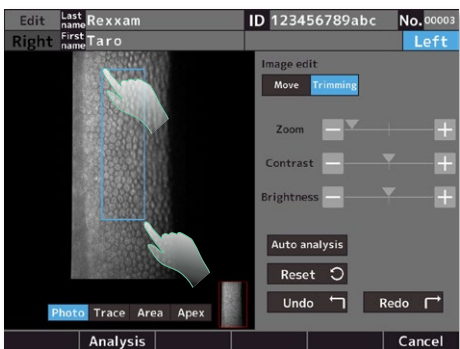 Edit Last name Rexxam ID 123456789abc No. 00003
Right First name Taro Left
Image edit
Move Trimming
Zoom
Contrast
Brightness
Auto analysis
Reset
Undo Redo
Photo Trace Area Apex
Analysis Cancel